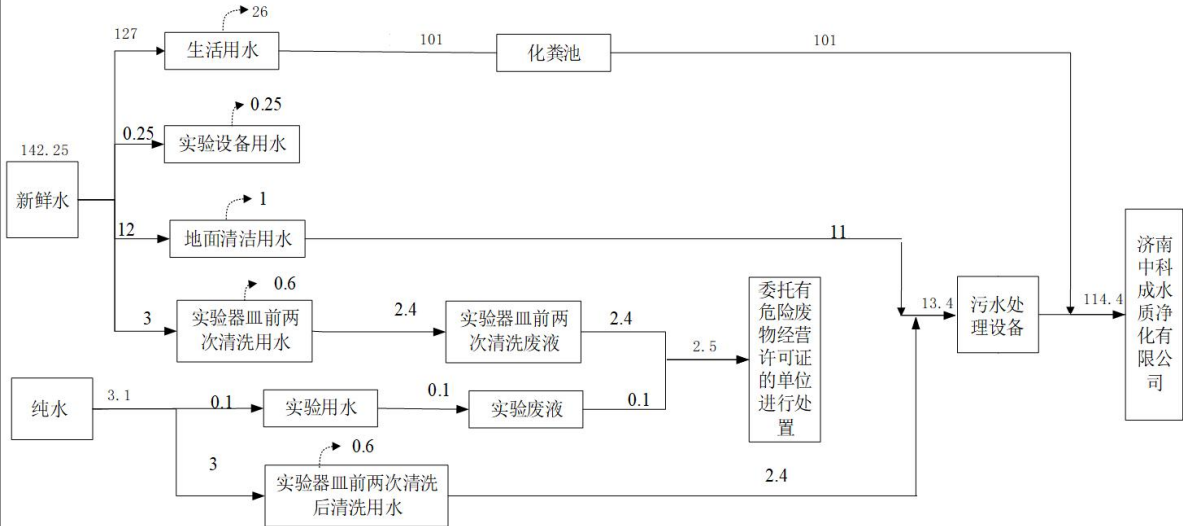 26
127
生活用水
101
化粪池
101
0.25
0.25
实验设备用水
142.25
新鲜水
1
12
地面清洁用水
11
0.6
3
实验器皿前两
次清洗用水
2.4
实验器皿前两
次清洗废液
2.4
2.5
委托有
危险废
物经营
许可证
的单位
进行处
置
13.4
污水处
理设备
114.4
济南
中科
成水
质净
化有
限公
司
纯水
3.1
0.1
实验用水
0.1
实验废液
0.1
0.6
3
实验器皿前两次清洗
后清洗用水
2.4